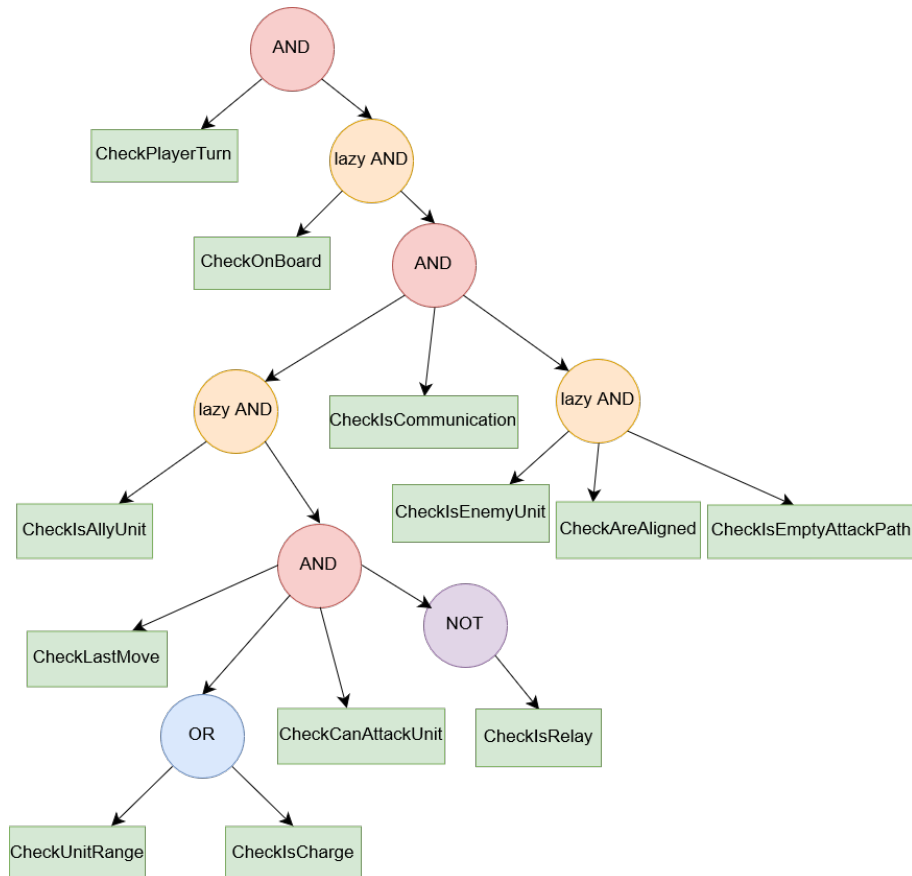 AND
CheckPlayerTurn
lazy AND
CheckOnBoard
AND
lazy AND
CheckIsCommunication
lazy AND
CheckIsAllyUnit
CheckIsEnemyUnit
CheckAreAligned
CheckIsEmptyAttackPath
AND
NOT
CheckLastMove
OR
CheckCanAttackUnit
CheckIsRelay
CheckUnitRange
CheckIsCharge